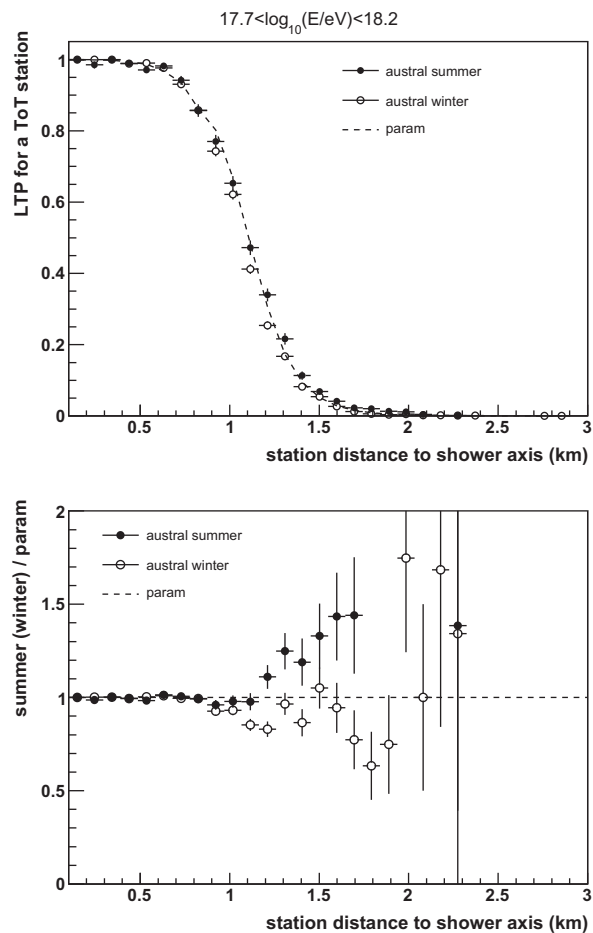 17.7<log10(E/eV)<18.2
LTP for a ToT station
1
0.8
0.6
0.4
0.2
0
austral summer
austral winter
param
0.5 1 1.5 2 2.5 3
station distance to shower axis (km)
summer (winter) / param
2
1.5
1
0.5
0
austral summer
austral winter
param
0.5 1 1.5 2 2.5 3
station distance to shower axis (km)